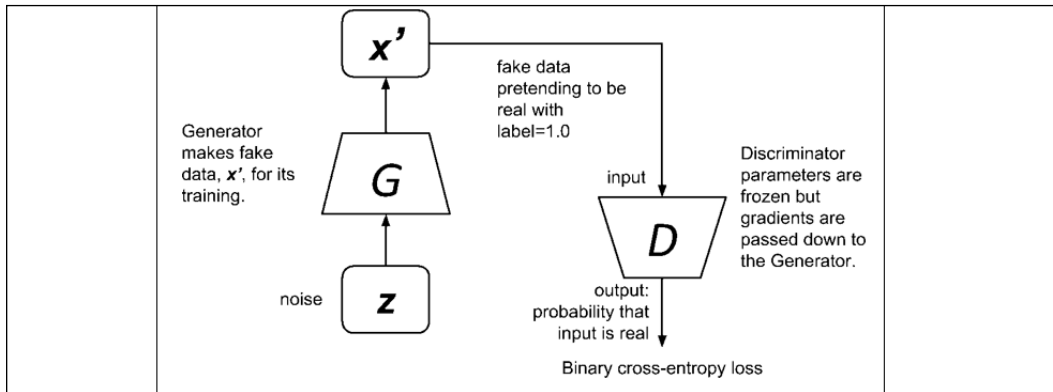 x’
fake data
pretending to be
real with
label=1.0
Generator
makes fake
data, x’, for its
training.
G
input
Discriminator
parameters are
frozen but
gradients are
passed down to
the Generator.
D
noise
z
output:
probability that
input is real
Binary cross-entropy loss